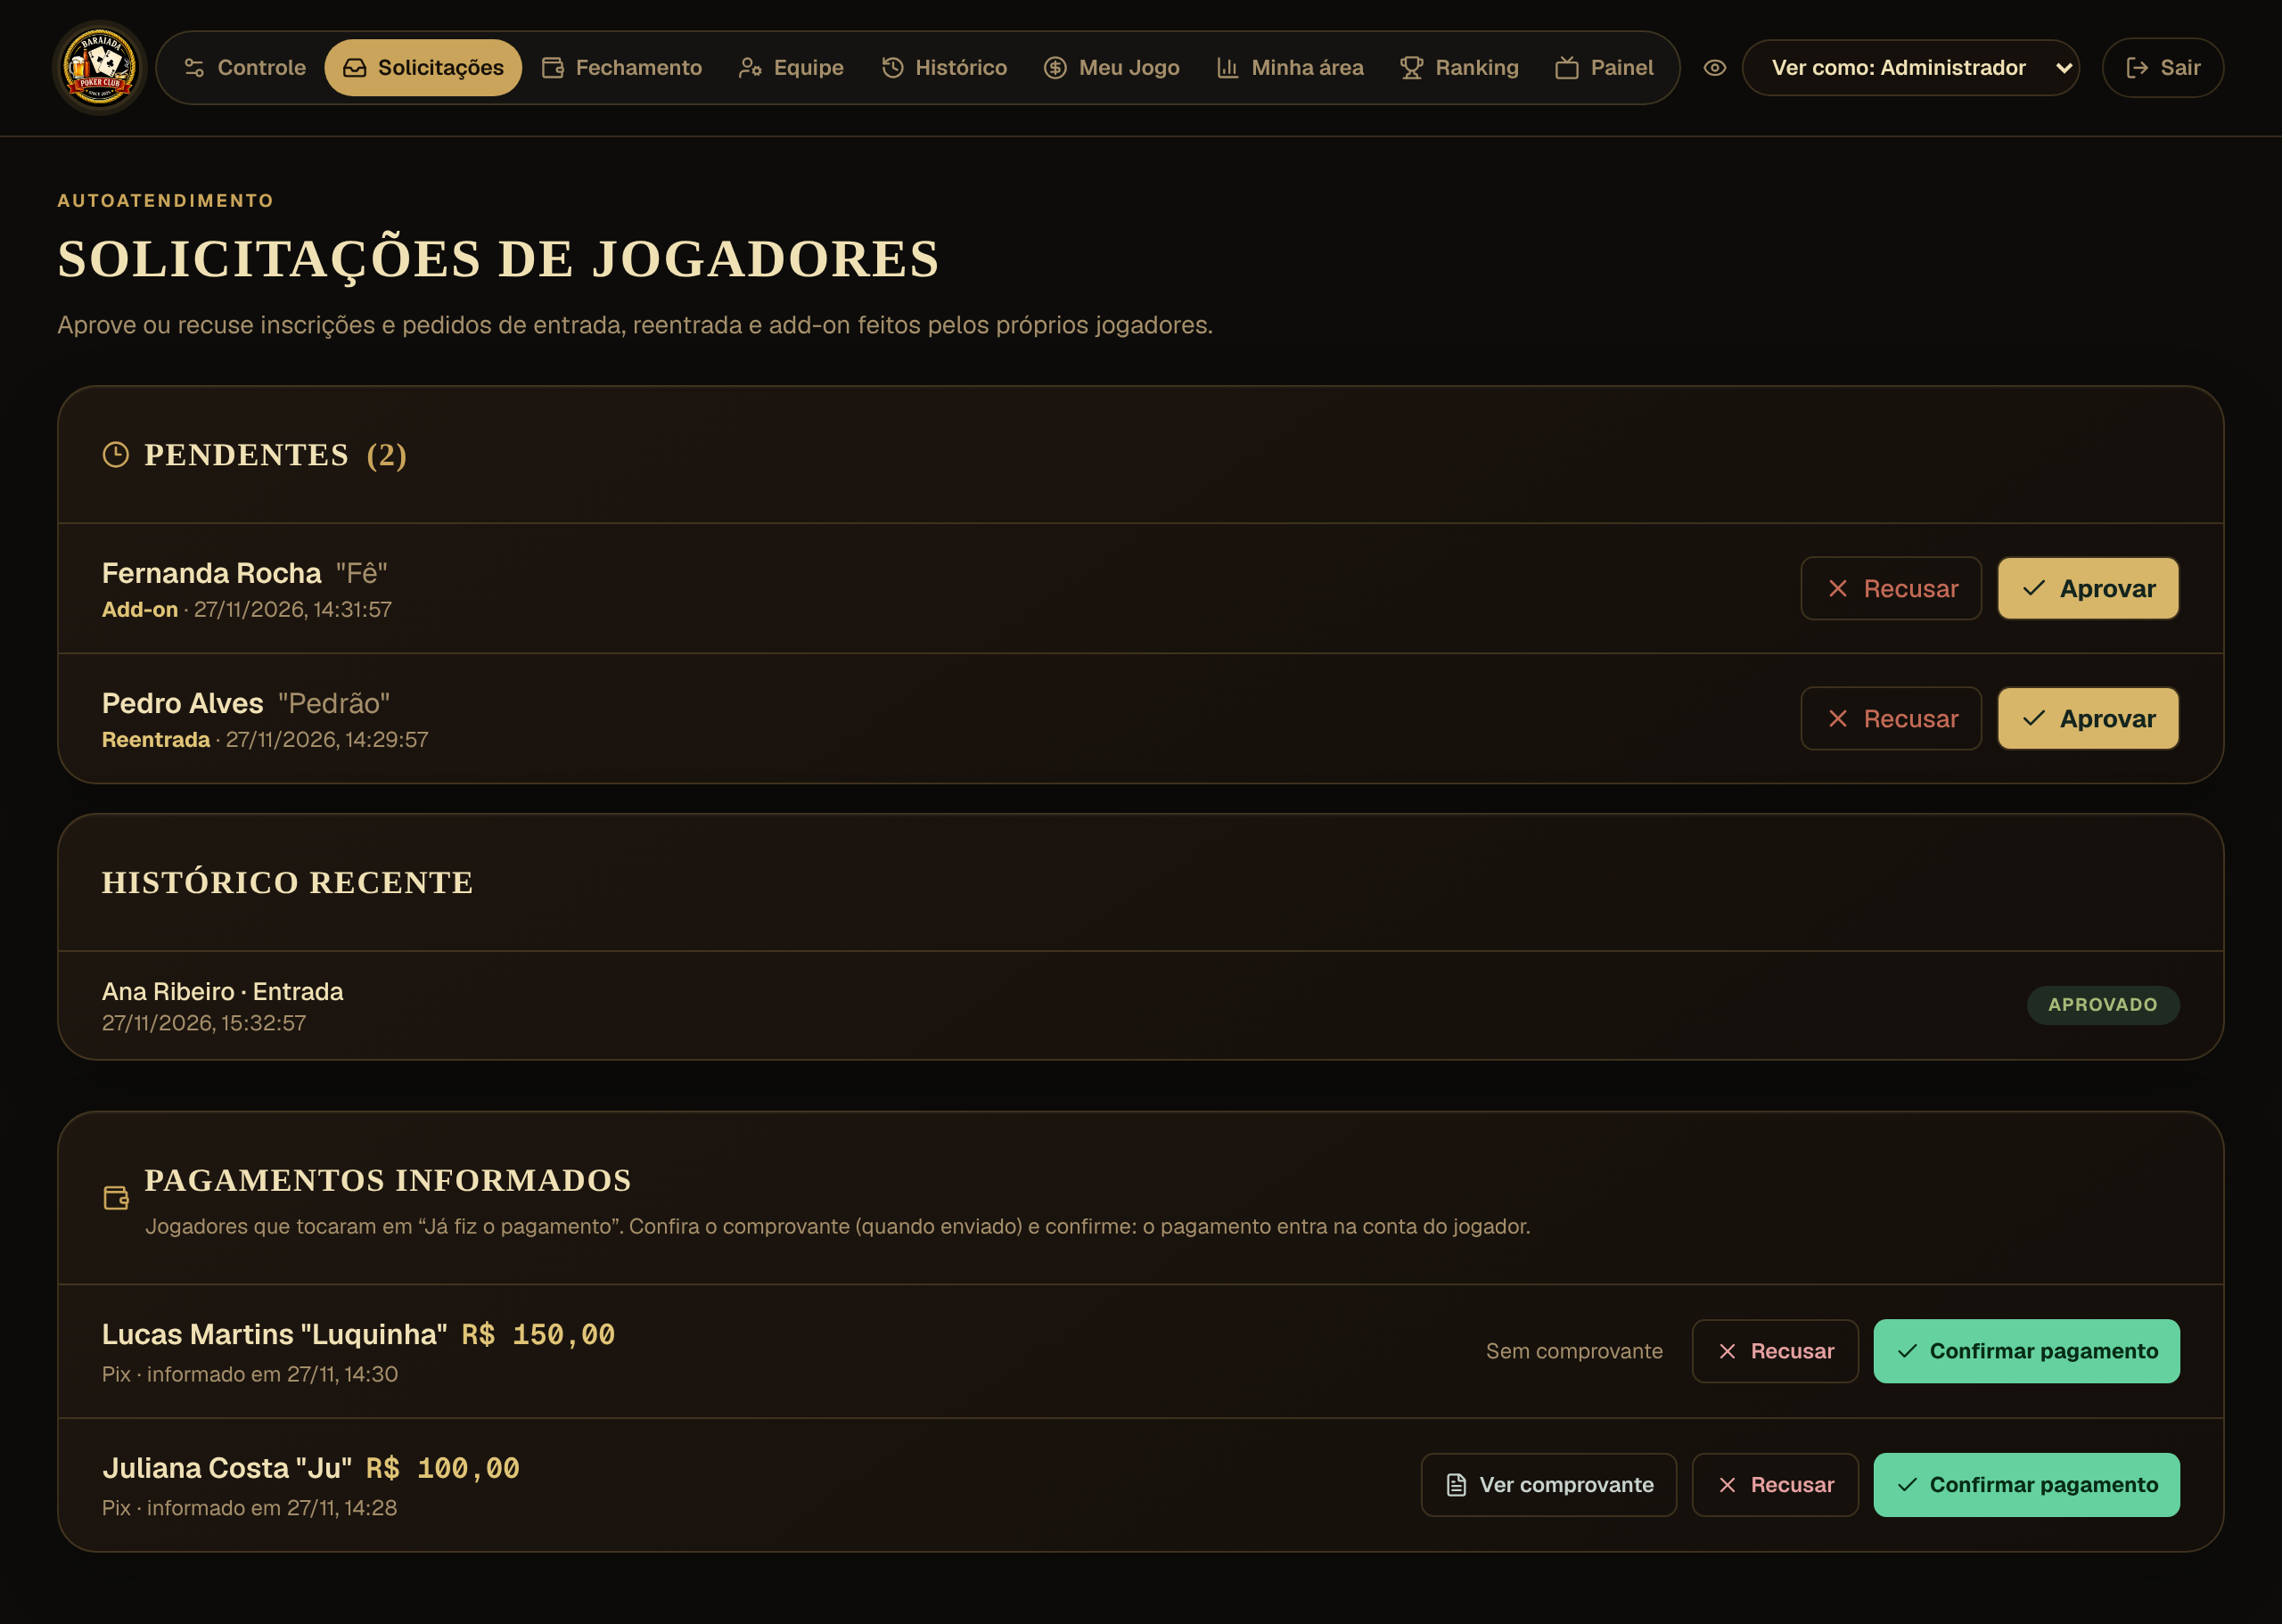 BARAIADA
POKER CLUB
Controle
Solicitações
Fechamento
Equipe
Histórico
Meu Jogo
Minha área
Ranking
Painel
Ver como: Administrador
Sair
AUTOATENDIMENTO
SOLICITAÇÕES DE JOGADORES
Aprove ou recuse inscrições e pedidos de entrada, reentrada e add-on feitos pelos próprios jogadores.
PENDENTES (2)
Fernanda Rocha "Fê"
Add-on · 27/11/2026, 14:31:57
Recusar
Aprovar
Pedro Alves "Pedrão"
Reentrada · 27/11/2026, 14:29:57
Recusar
Aprovar
HISTÓRICO RECENTE
Ana Ribeiro · Entrada
27/11/2026, 15:32:57
APROVADO
PAGAMENTOS INFORMADOS
Jogadores que tocaram em “Já fiz o pagamento”. Confira o comprovante (quando enviado) e confirme: o pagamento entra na conta do jogador.
Lucas Martins "Luquinha" R$ 150,00
Pix · informado em 27/11, 14:30
Sem comprovante
Recusar
Confirmar pagamento
Juliana Costa "Ju" R$ 100,00
Pix · informado em 27/11, 14:28
Ver comprovante
Recusar
Confirmar pagamento